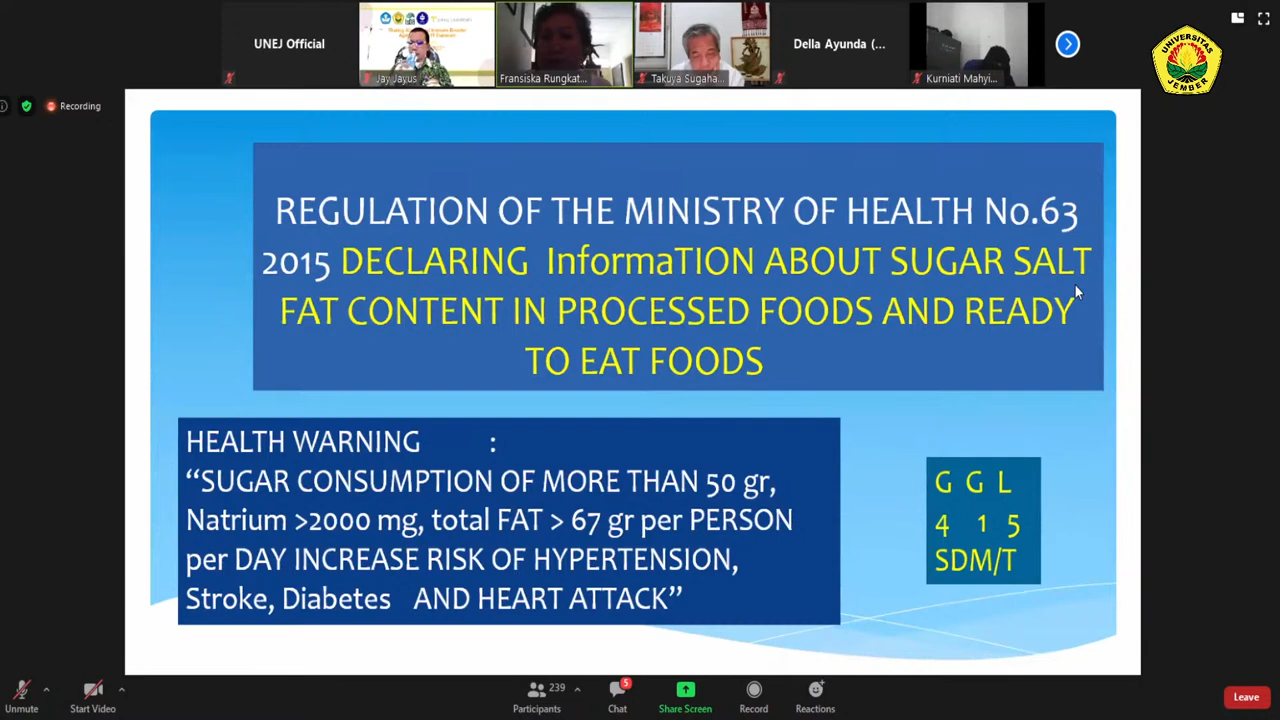 UNEJ Official
Jay Jayus
Fransiska Rungkat...
Takuya Sugaha...
Della Ayunda (...
Kurniati Mahyi...
UNIVERSITAS
JEMBER
Recording
REGULATION OF THE MINISTRY OF HEALTH No.63
2015 DECLARING InformaTION ABOUT SUGAR SALT
FAT CONTENT IN PROCESSED FOODS AND READY
TO EAT FOODS
HEALTH WARNING :
“SUGAR CONSUMPTION OF MORE THAN 50 gr,
Natrium >2000 mg, total FAT > 67 gr per PERSON
per DAY INCREASE RISK OF HYPERTENSION,
Stroke, Diabetes AND HEART ATTACK”
G G L
4 1 5
SDM/T
Unmute
Start Video
239
Participants
5
Chat
Share Screen
Record
Reactions
Leave